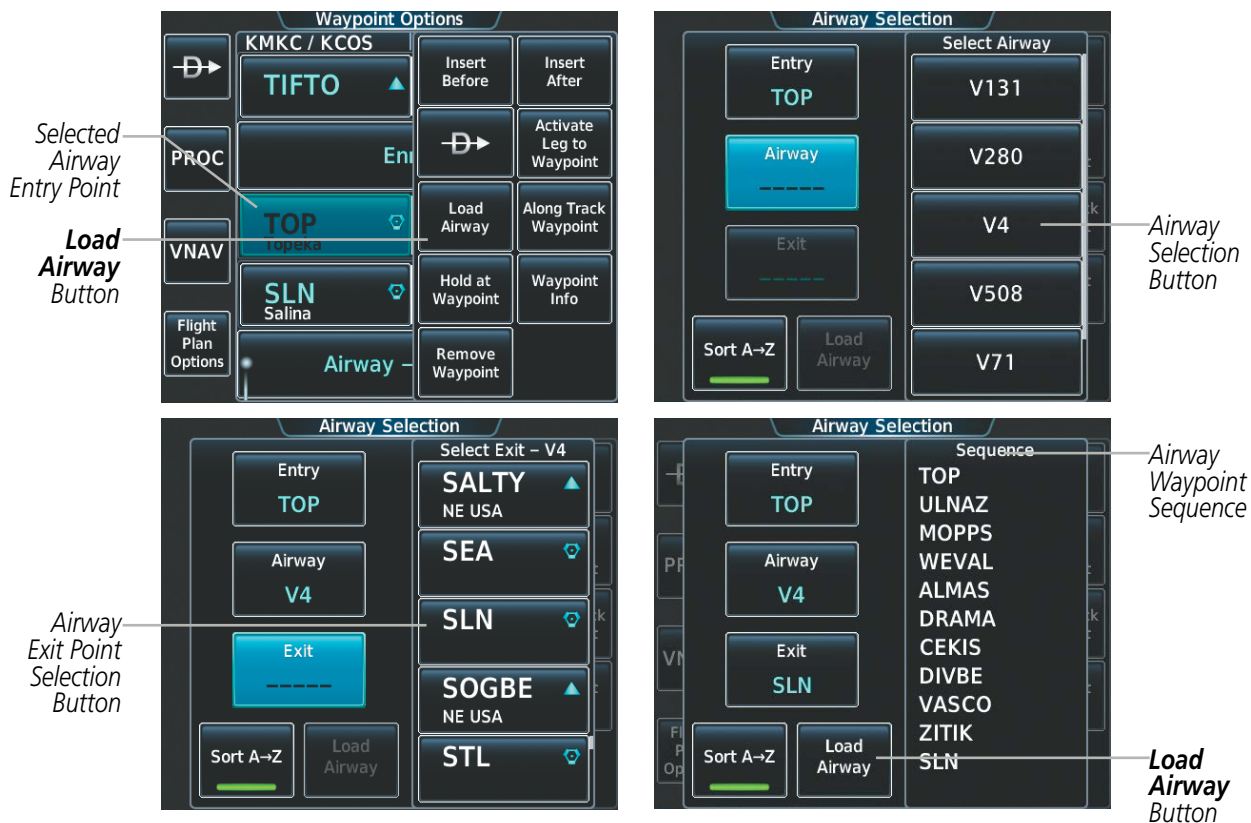 Waypoint Options
KMKC / KCOS
TIFTO
PROC
TOP
Topeka
VNAV
SLN
Salina
Flight
Plan
Options
Airway –
Insert
Before
Insert
After
Activate
Leg to
Waypoint
Load
Airway
Along Track
Waypoint
Hold at
Waypoint
Waypoint
Info
Remove
Waypoint
Selected
Airway
Entry Point
Load
Airway
Button
Airway Selection
Entry
TOP
Airway
_____
Exit
_____
Sort A→Z
Load
Airway
Select Airway
V131
V280
V4
V508
V71
Airway
Selection
Button
Airway Selection
Entry
TOP
Airway
V4
Exit
_____
Sort A→Z
Load
Airway
Select Exit – V4
SALTY
NE USA
SEA
SLN
SOGBE
NE USA
STL
Airway
Exit Point
Selection
Button
Airway Selection
Entry
TOP
Airway
V4
Exit
SLN
Sort A→Z
Load
Airway
Sequence
TOP
ULNAZ
MOPPS
WEVAL
ALMAS
DRAMA
CEKIS
DIVBE
VASCO
ZITIK
SLN
Airway
Waypoint
Sequence
Load
Airway
Button